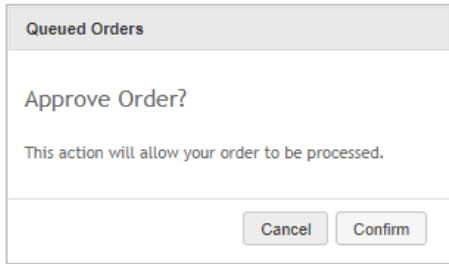 Queued Orders
Approve Order?
This action will allow your order to be processed.
Cancel Confirm